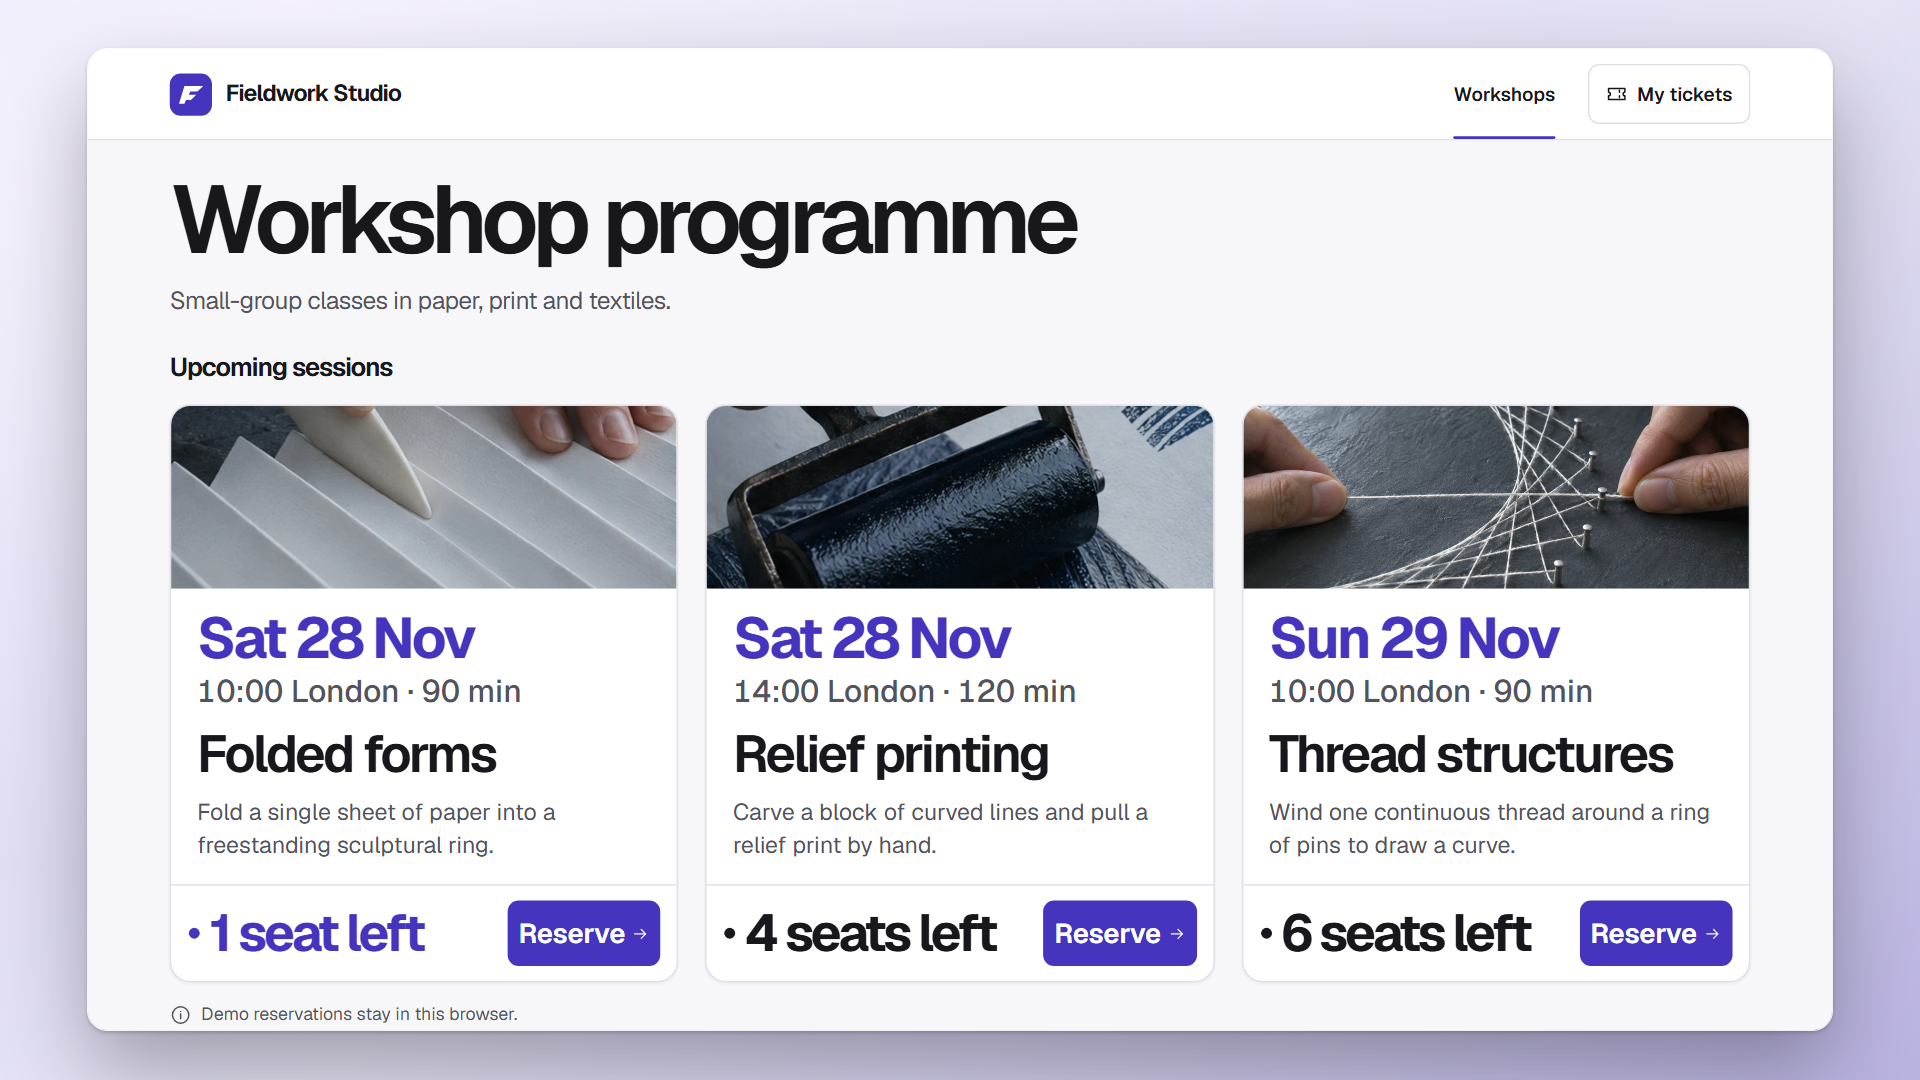 Fieldwork Studio
Workshops
My tickets
Workshop programme
Small-group classes in paper, print and textiles.
Upcoming sessions
Sat 28 Nov
10:00 London · 90 min
Folded forms
Fold a single sheet of paper into a
freestanding sculptural ring.
• 1 seat left
Reserve →
Sat 28 Nov
14:00 London · 120 min
Relief printing
Carve a block of curved lines and pull a
relief print by hand.
• 4 seats left
Reserve →
Sun 29 Nov
10:00 London · 90 min
Thread structures
Wind one continuous thread around a ring
of pins to draw a curve.
• 6 seats left
Reserve →
Demo reservations stay in this browser.